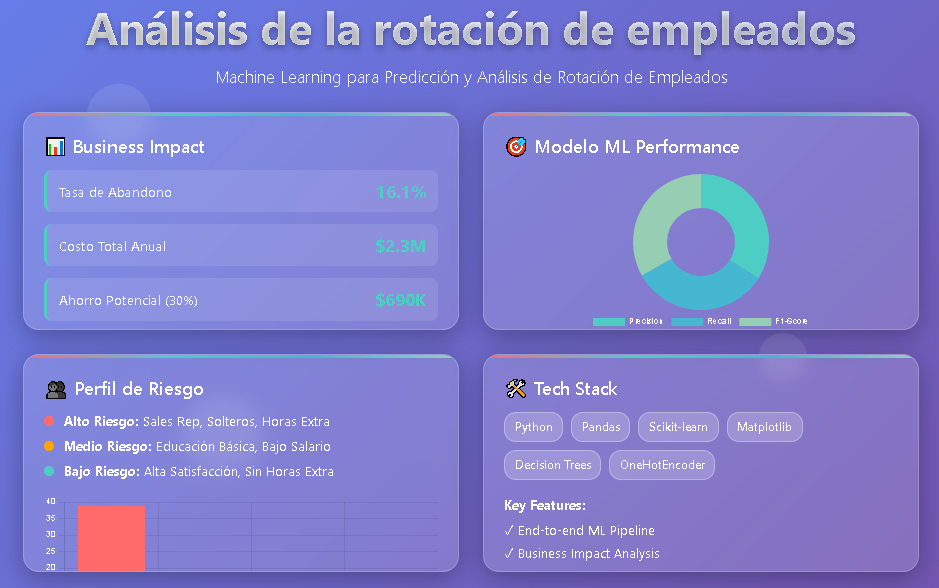 Análisis de la rotación de empleados
Machine Learning para Predicción y Análisis de Rotación de Empleados
Business Impact
Tasa de Abandono 16.1%
Costo Total Anual $2.3M
Ahorro Potencial (30%) $690K
Modelo ML Performance
Precision Recall F1-Score
Perfil de Riesgo
Alto Riesgo: Sales Rep, Solteros, Horas Extra
Medio Riesgo: Educación Básica, Bajo Salario
Bajo Riesgo: Alta Satisfacción, Sin Horas Extra
40
35
30
25
20
Tech Stack
Python Pandas Scikit-learn Matplotlib
Decision Trees OneHotEncoder
Key Features:
✓ End-to-end ML Pipeline
✓ Business Impact Analysis